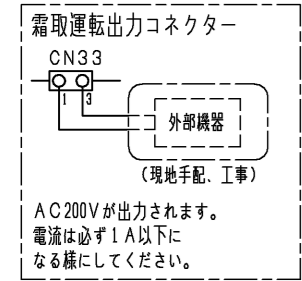 霜取運転出力コネクター
CN33
1 3
外部機器
(現地手配、工事)
AC200Vが出力されます。
電流は必ず1A以下に
なる様にしてください。